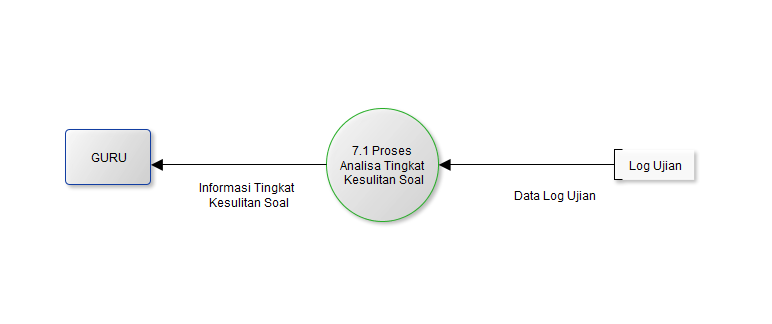 GURU
Informasi Tingkat
Kesulitan Soal
7.1 Proses
Analisa Tingkat
Kesulitan Soal
Data Log Ujian
Log Ujian